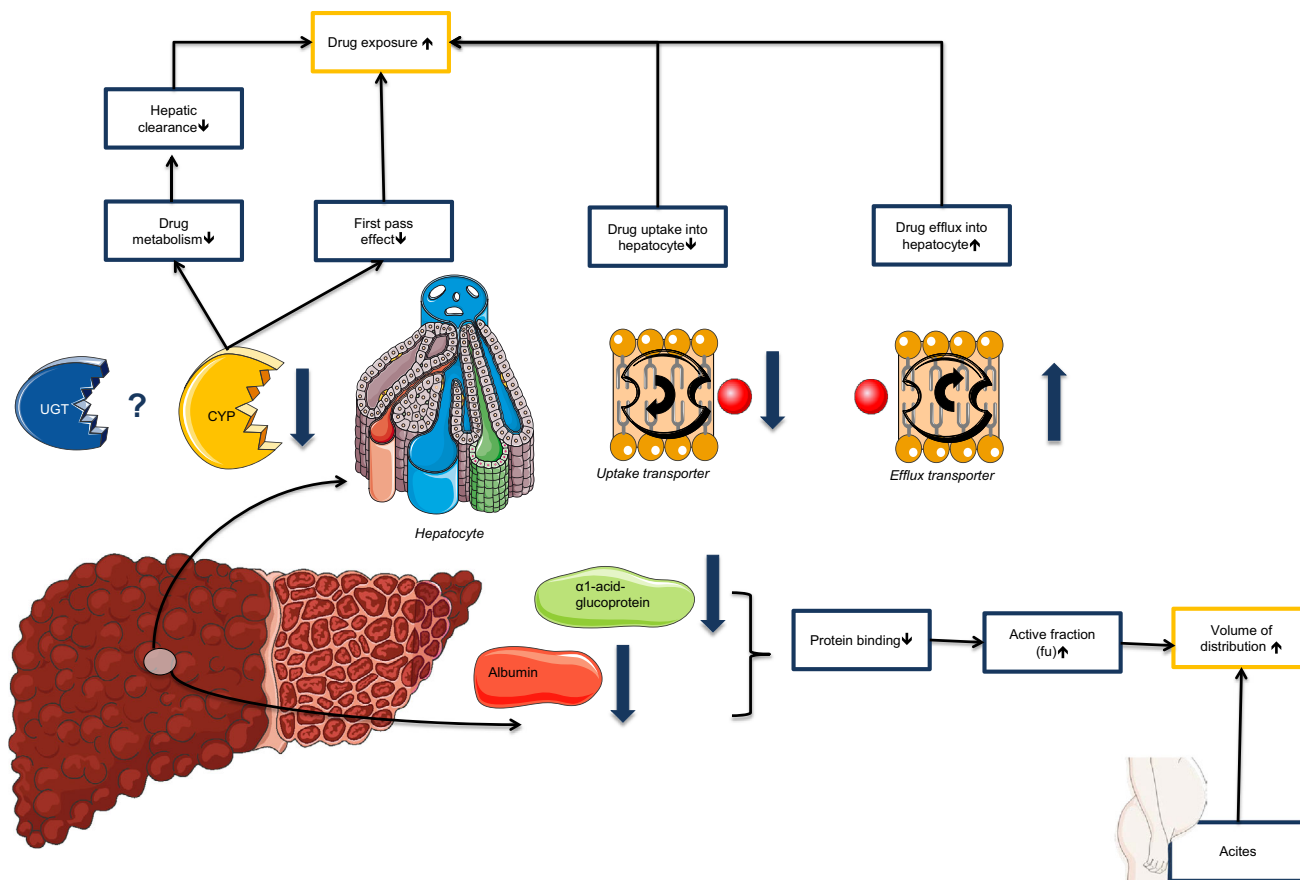 Drug exposure ↑
Hepatic
clearance↓
Drug
metabolism↓
First pass
effect↓
Drug uptake into
hepatocyte↓
Drug efflux into
hepatocyte↑
UGT
?
CYP
Uptake transporter
Efflux transporter
Hepatocyte
α1-acid-
glucoprotein
Albumin
Protein binding↓
Active fraction
(fu)↑
Volume of
distribution ↑
Acites